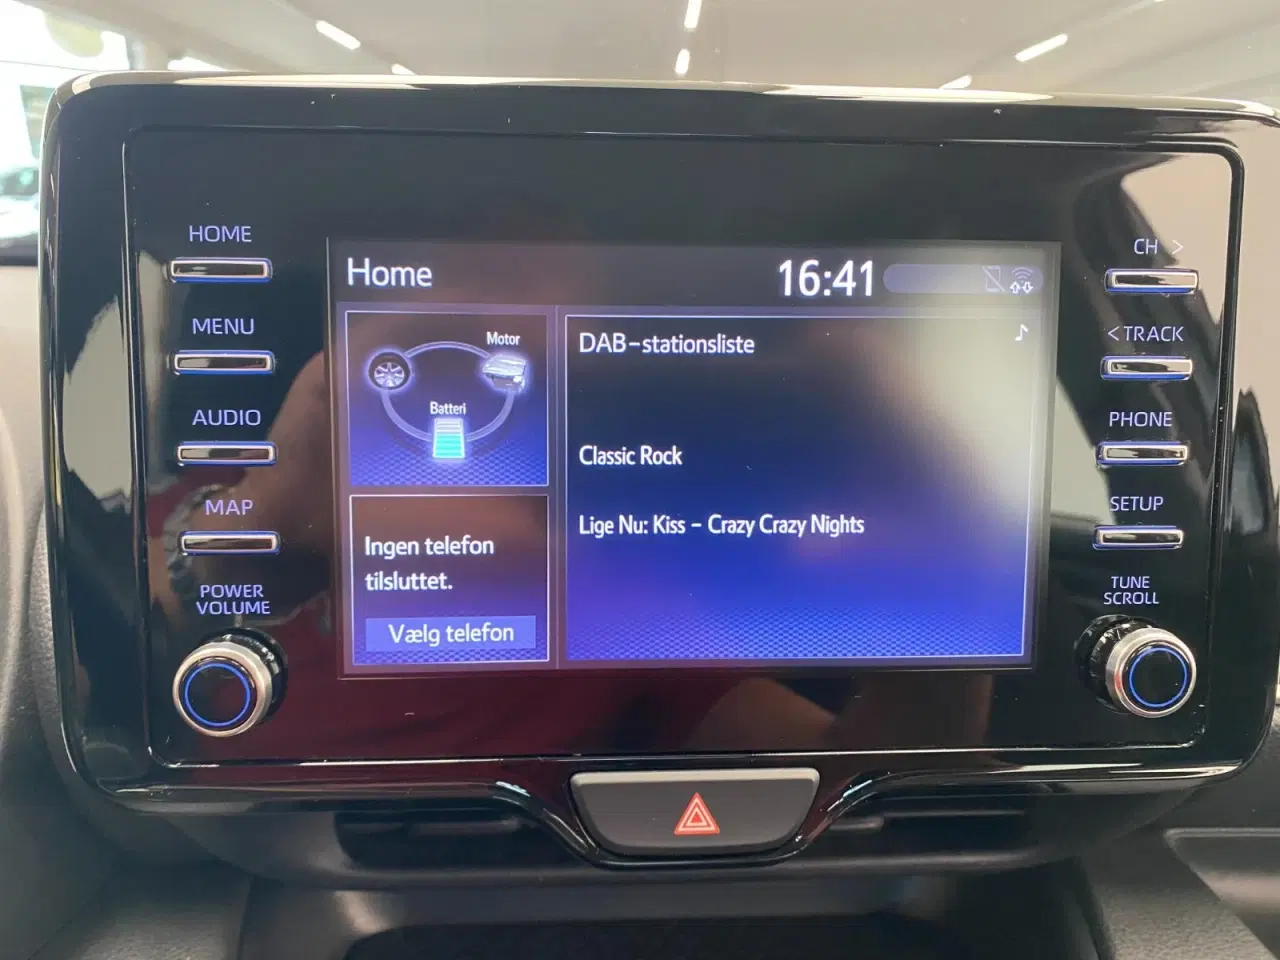 HOME
MENU
AUDIO
MAP
POWER
VOLUME
Home
16:41
Motor
Batteri
Ingen telefon
tilsluttet.
Vælg telefon
DAB-stationsliste
Classic Rock
Lige Nu: Kiss - Crazy Crazy Nights
CH >
< TRACK
PHONE
SETUP
TUNE
SCROLL